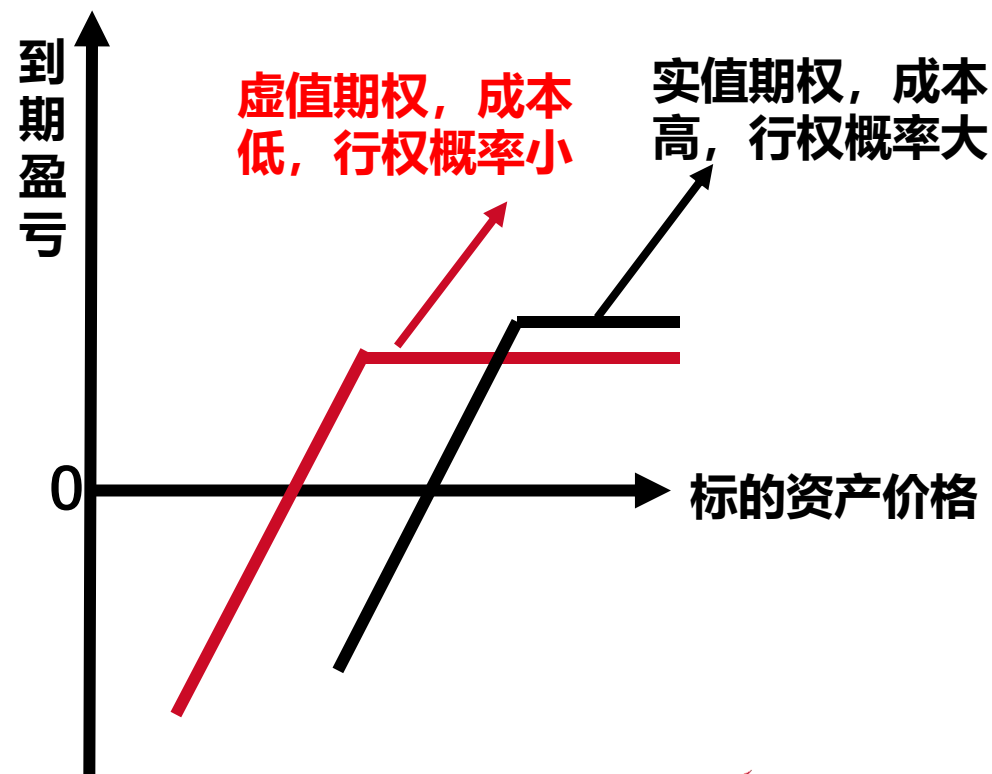 到期盈亏
虚值期权，成本
低，行权概率小
实值期权，成本
高，行权概率大
0
标的资产价格